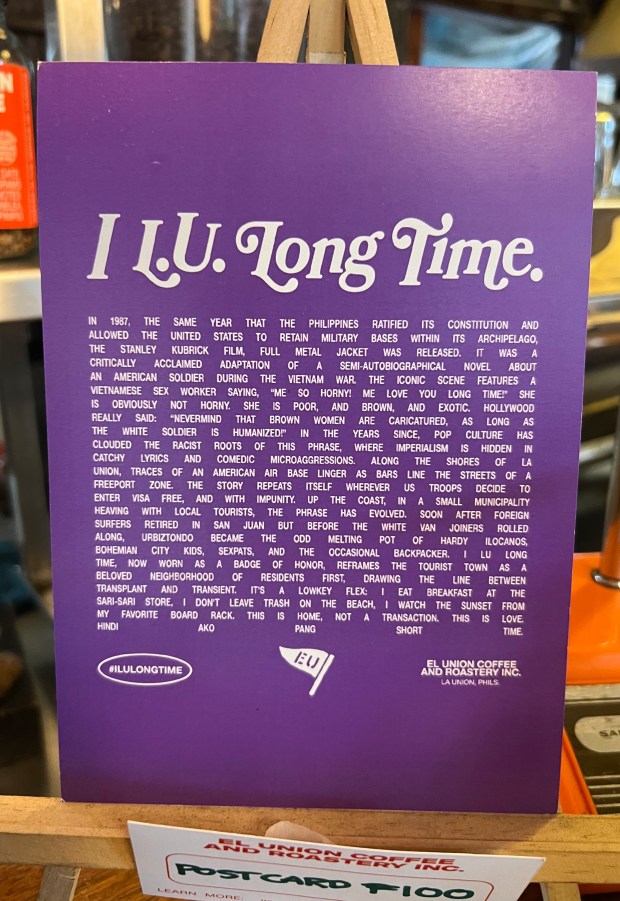 I L.U. Long Time.
IN 1987, THE SAME YEAR THAT THE PHILIPPINES RATIFIED ITS CONSTITUTION AND
ALLOWED THE UNITED STATES TO RETAIN MILITARY BASES WITHIN ITS ARCHIPELAGO,
THE STANLEY KUBRICK FILM, FULL METAL JACKET WAS RELEASED. IT WAS A
CRITICALLY ACCLAIMED ADAPTATION OF A SEMI-AUTOBIOGRAPHICAL NOVEL ABOUT
AN AMERICAN SOLDIER DURING THE VIETNAM WAR. THE ICONIC SCENE FEATURES A
VIETNAMESE SEX WORKER SAYING, "ME SO HORNY! ME LOVE YOU LONG TIME!" SHE
IS OBVIOUSLY NOT HORNY. SHE IS POOR, AND BROWN, AND EXOTIC. HOLLYWOOD
REALLY SAID: "NEVERMIND THAT BROWN WOMEN ARE CARICATURED, AS LONG AS
THE WHITE SOLDIER IS HUMANIZED!" IN THE YEARS SINCE, POP CULTURE HAS
CLOUDED THE RACIST ROOTS OF THIS PHRASE, WHERE IMPERIALISM IS HIDDEN IN
CATCHY LYRICS AND COMEDIC MICROAGGRESSIONS. ALONG THE SHORES OF LA
UNION, TRACES OF AN AMERICAN AIR BASE LINGER AS BARS LINE THE STREETS OF A
FREEPORT ZONE. THE STORY REPEATS ITSELF WHEREVER US TROOPS DECIDE TO
ENTER VISA FREE, AND WITH IMPUNITY. UP THE COAST, IN A SMALL MUNICIPALITY
HEAVING WITH LOCAL TOURISTS, THE PHRASE HAS EVOLVED. SOON AFTER FOREIGN
SURFERS RETIRED IN SAN JUAN BUT BEFORE THE WHITE VAN JOINERS ROLLED
ALONG, URBIZTONDO BECAME THE ODD MELTING POT OF HARDY ILOCANOS,
BOHEMIAN CITY KIDS, SEXPATS, AND THE OCCASIONAL BACKPACKER. I LU LONG
TIME, NOW WORN AS A BADGE OF HONOR, REFRAMES THE TOURIST TOWN AS A
BELOVED NEIGHBORHOOD OF RESIDENTS FIRST, DRAWING THE LINE BETWEEN
TRANSPLANT AND TRANSIENT. IT'S A LOWKEY FLEX: I EAT BREAKFAST AT THE
SARI-SARI STORE, I DON'T LEAVE TRASH ON THE BEACH, I WATCH THE SUNSET FROM
MY FAVORITE BOARD RACK. THIS IS HOME, NOT A TRANSACTION. THIS IS LOVE.
HINDI AKO PANG SHORT TIME.
#ILULONGTIME
EU
EL UNION COFFEE
AND ROASTERY INC.
LA UNION, PHILS.
EL UNION COFFEE
AND ROASTERY INC.
POSTCARD ₱100
LEARN MORE